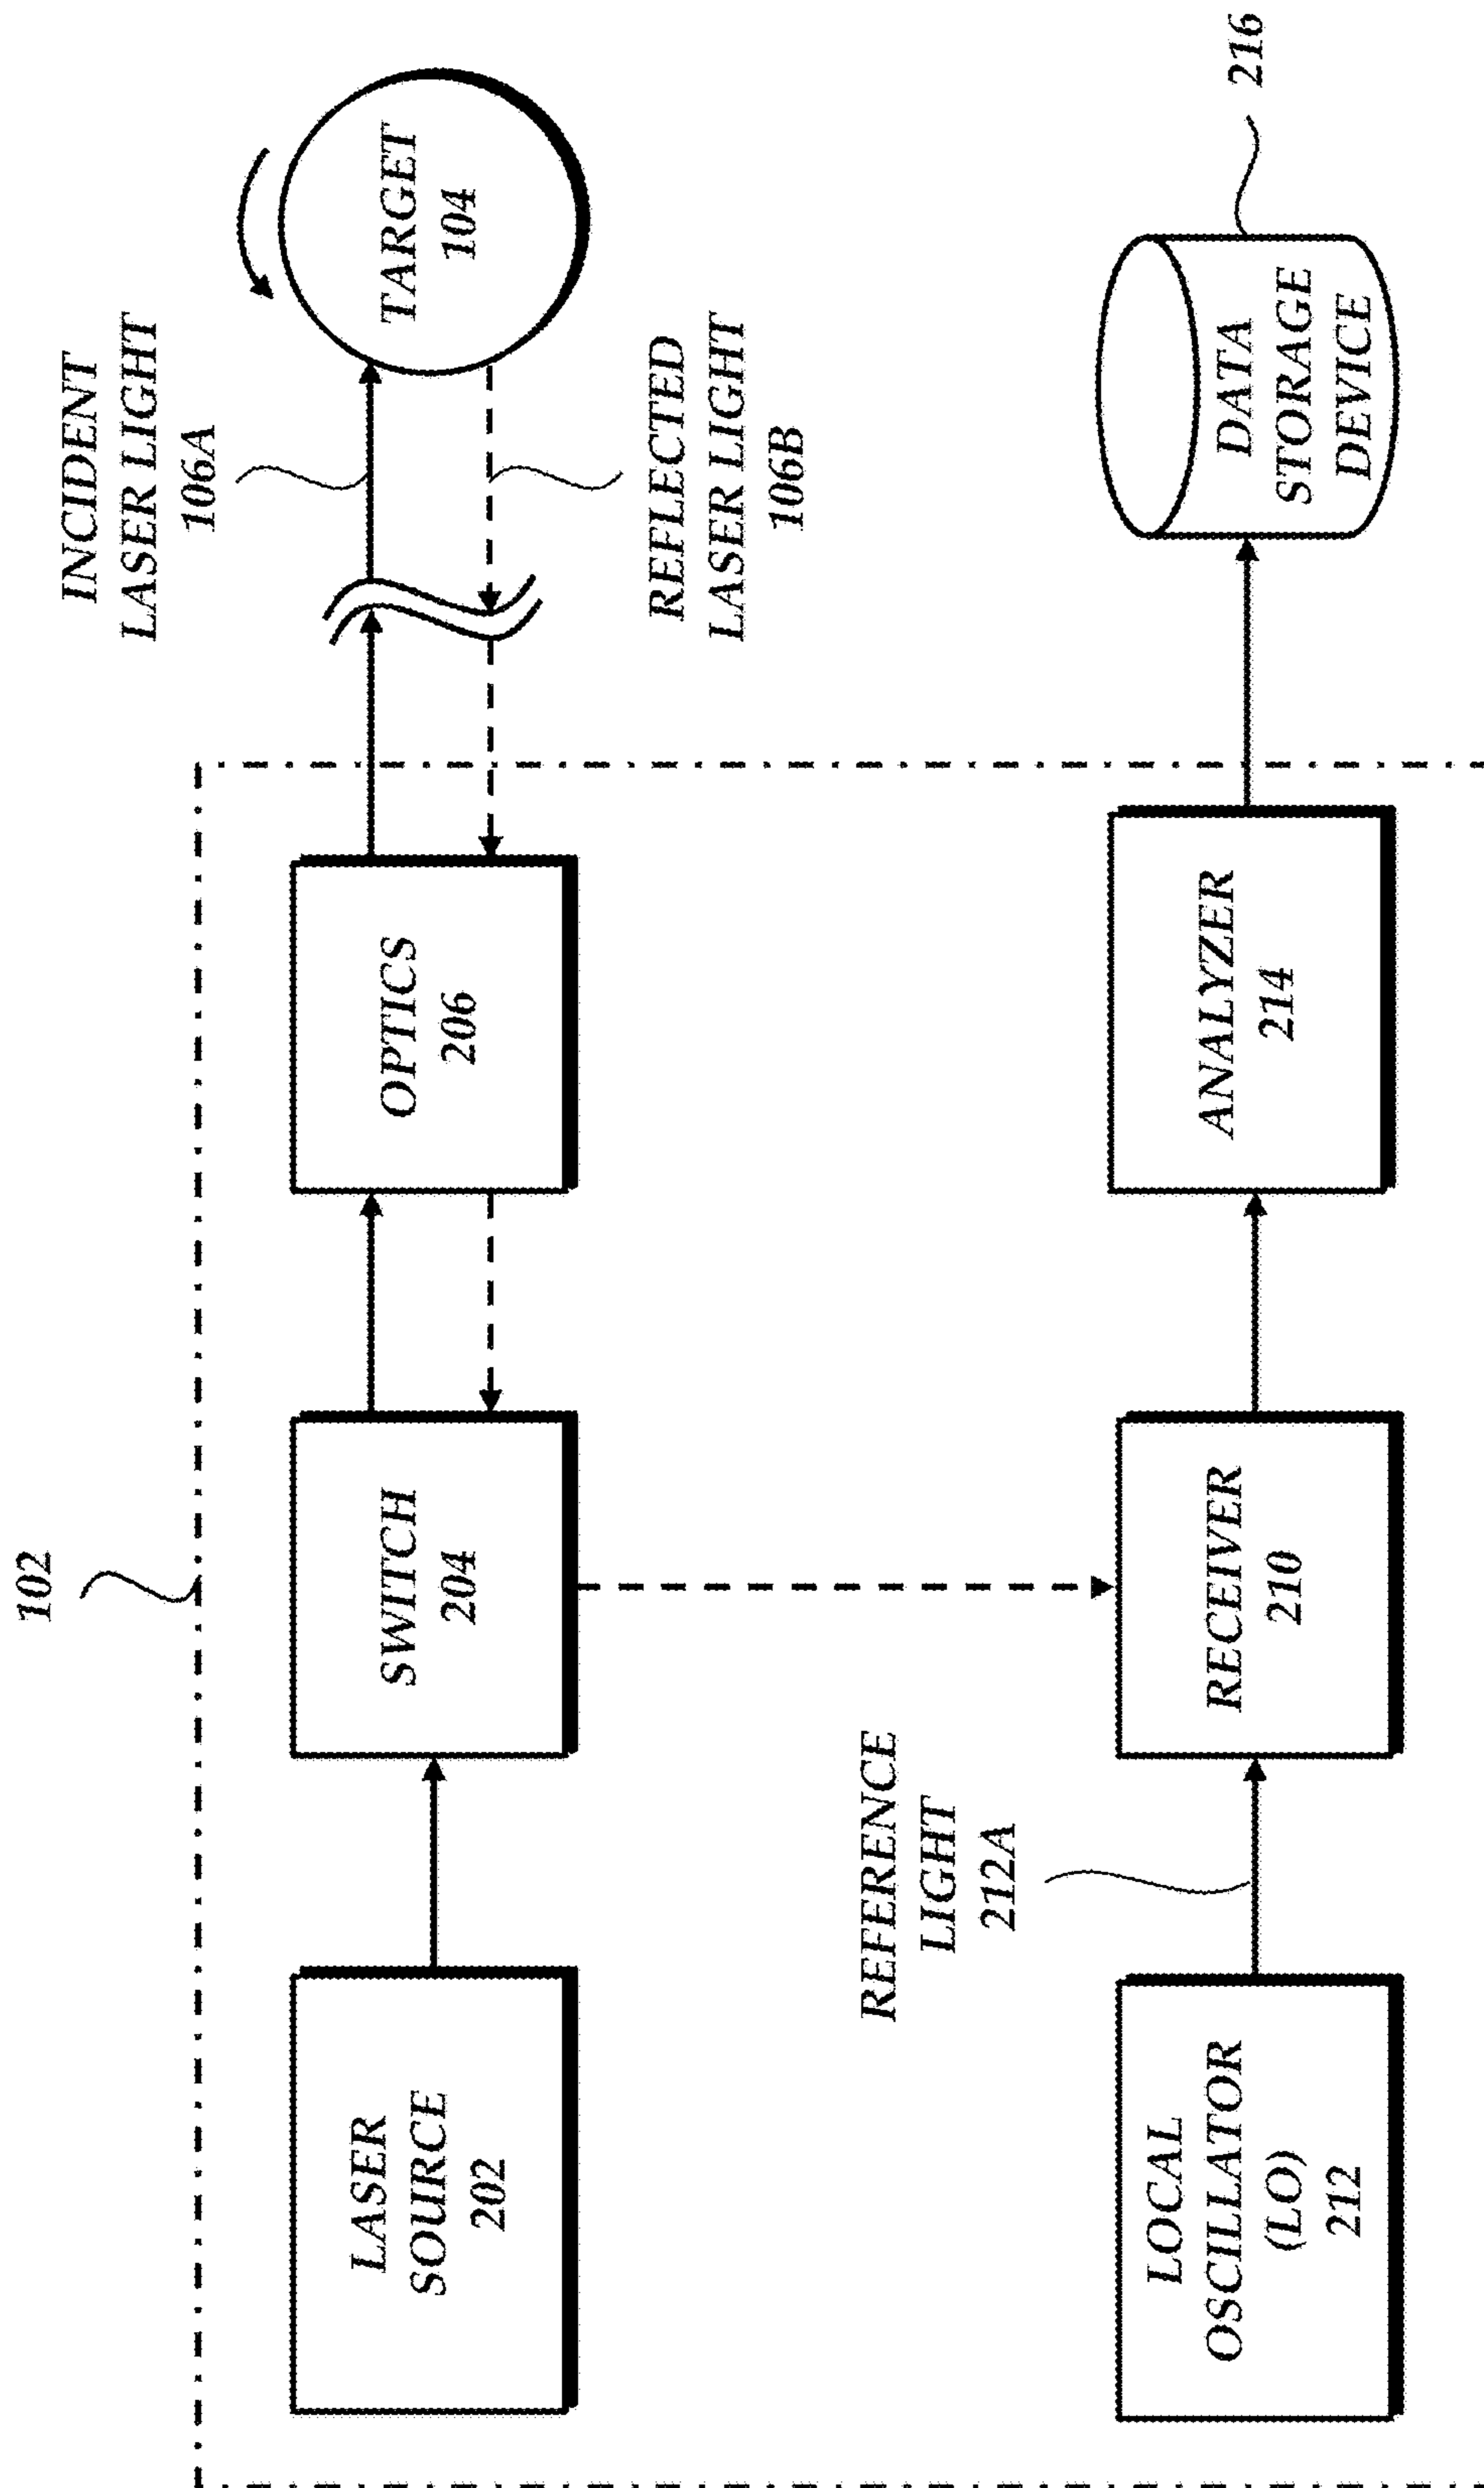 102
LASER
SOURCE
202
SWITCH
204
OPTICS
206
INCIDENT
LASER LIGHT
106A
TARGET
104
REFLECTED
LASER LIGHT
106B
REFERENCE
LIGHT
212A
LOCAL
OSCILLATOR
(LO)
212
RECEIVER
210
ANALYZER
214
DATA
STORAGE
DEVICE
216